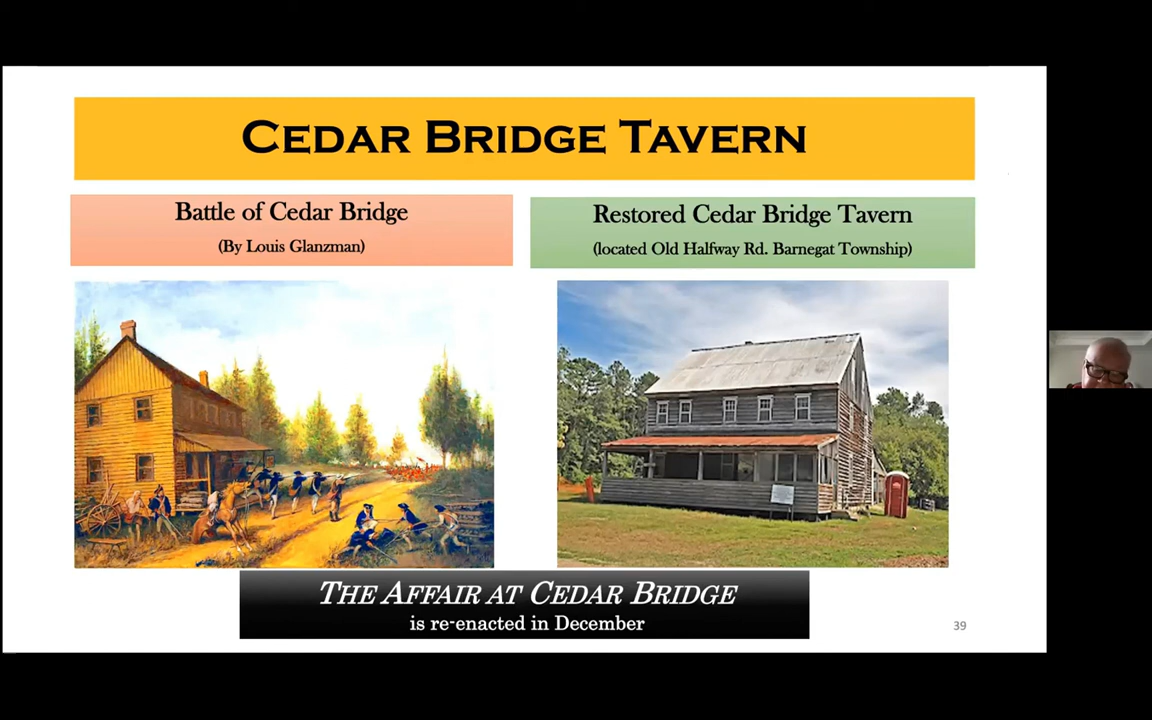 CEDAR BRIDGE TAVERN
Battle of Cedar Bridge
(By Louis Glanzman)
Restored Cedar Bridge Tavern
(located Old Halfway Rd. Barnegat Township)
THE AFFAIR AT CEDAR BRIDGE
is re-enacted in December
39